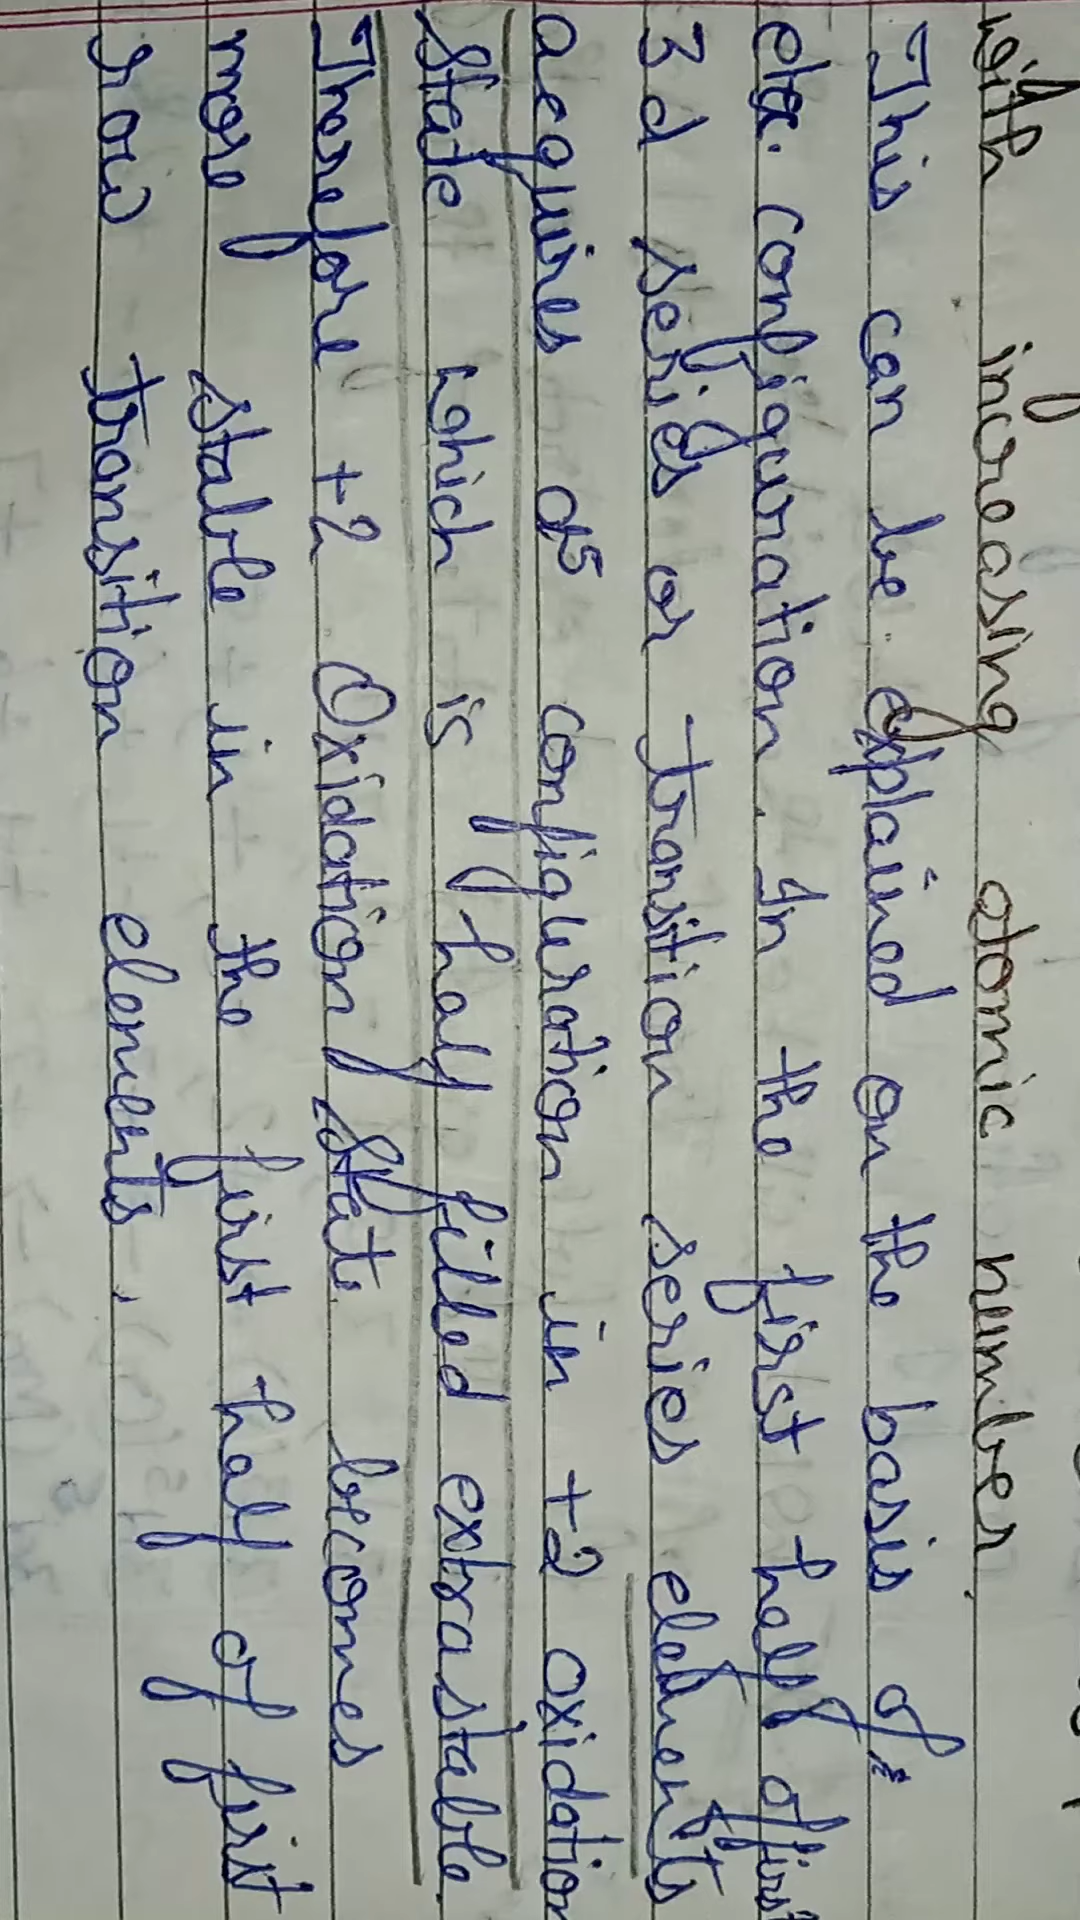 with increasing atomic number.
This can be explained on the basis of
elec. configuration. In the first half of first
3d series or transition series elements
acquires d5 configuration in +2 oxidation
State which is half filled extrastable.
Therefore +2 Oxidation State becomes
more stable in the first half of first
row transition elements.